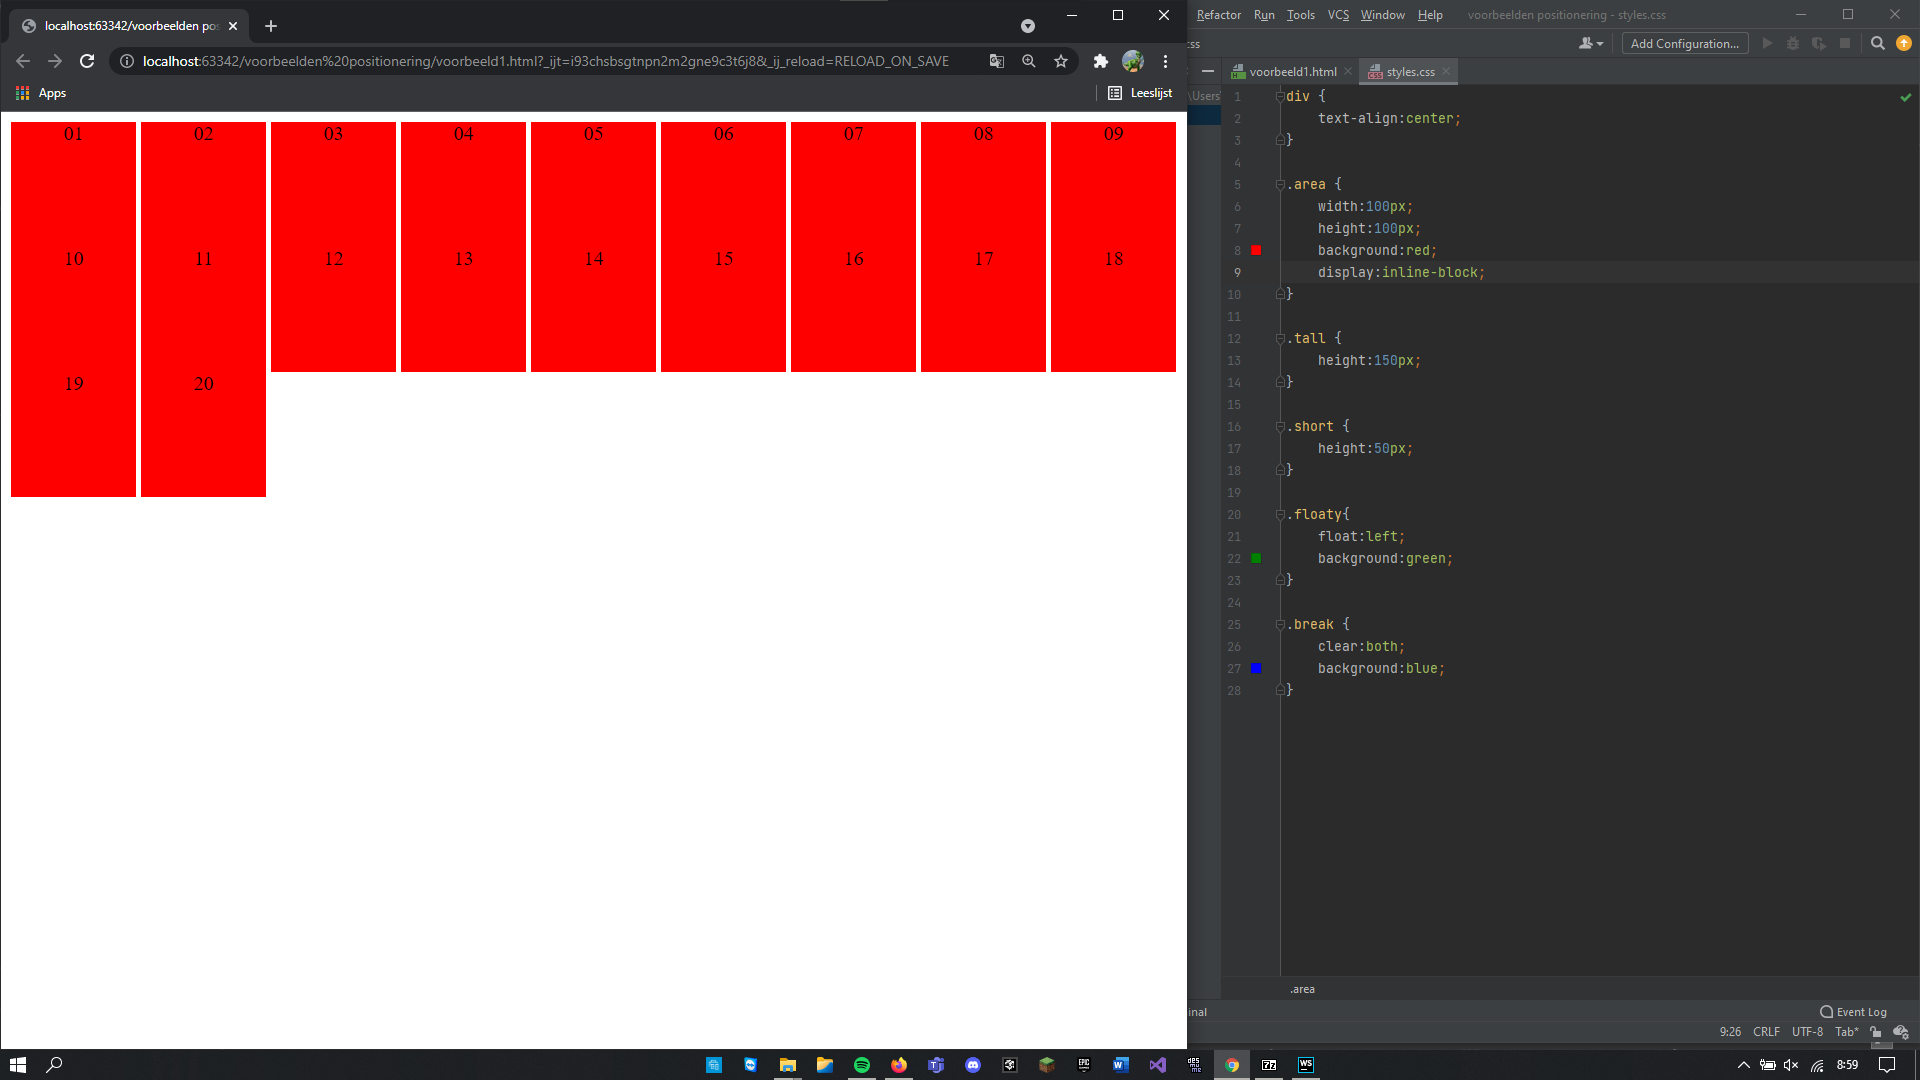 localhost:63342/voorbeelden pos
localhost:63342/voorbeelden%20positionering/voorbeeld1.html?_ijt=i93chsbsgtnpn2m2gne9c3t6j8&_ij_reload=RELOAD_ON_SAVE
Apps
Leeslijst
01 02 03 04 05 06 07 08 09
10 11 12 13 14 15 16 17 18
19 20
Refactor Run Tools VCS Window Help voorbeelden positionering - styles.css
css
Add Configuration...
\Users\
voorbeeld1.html styles.css
1 div {
2 text-align:center;
3 }
4
5 .area {
6 width:100px;
7 height:100px;
8 background:red;
9 display:inline-block;
10 }
11
12 .tall {
13 height:150px;
14 }
15
16 .short {
17 height:50px;
18 }
19
20 .floaty{
21 float:left;
22 background:green;
23 }
24
25 .break {
26 clear:both;
27 background:blue;
28 }
.area
inal
Event Log
9:26 CRLF UTF-8 Tab*
8:59